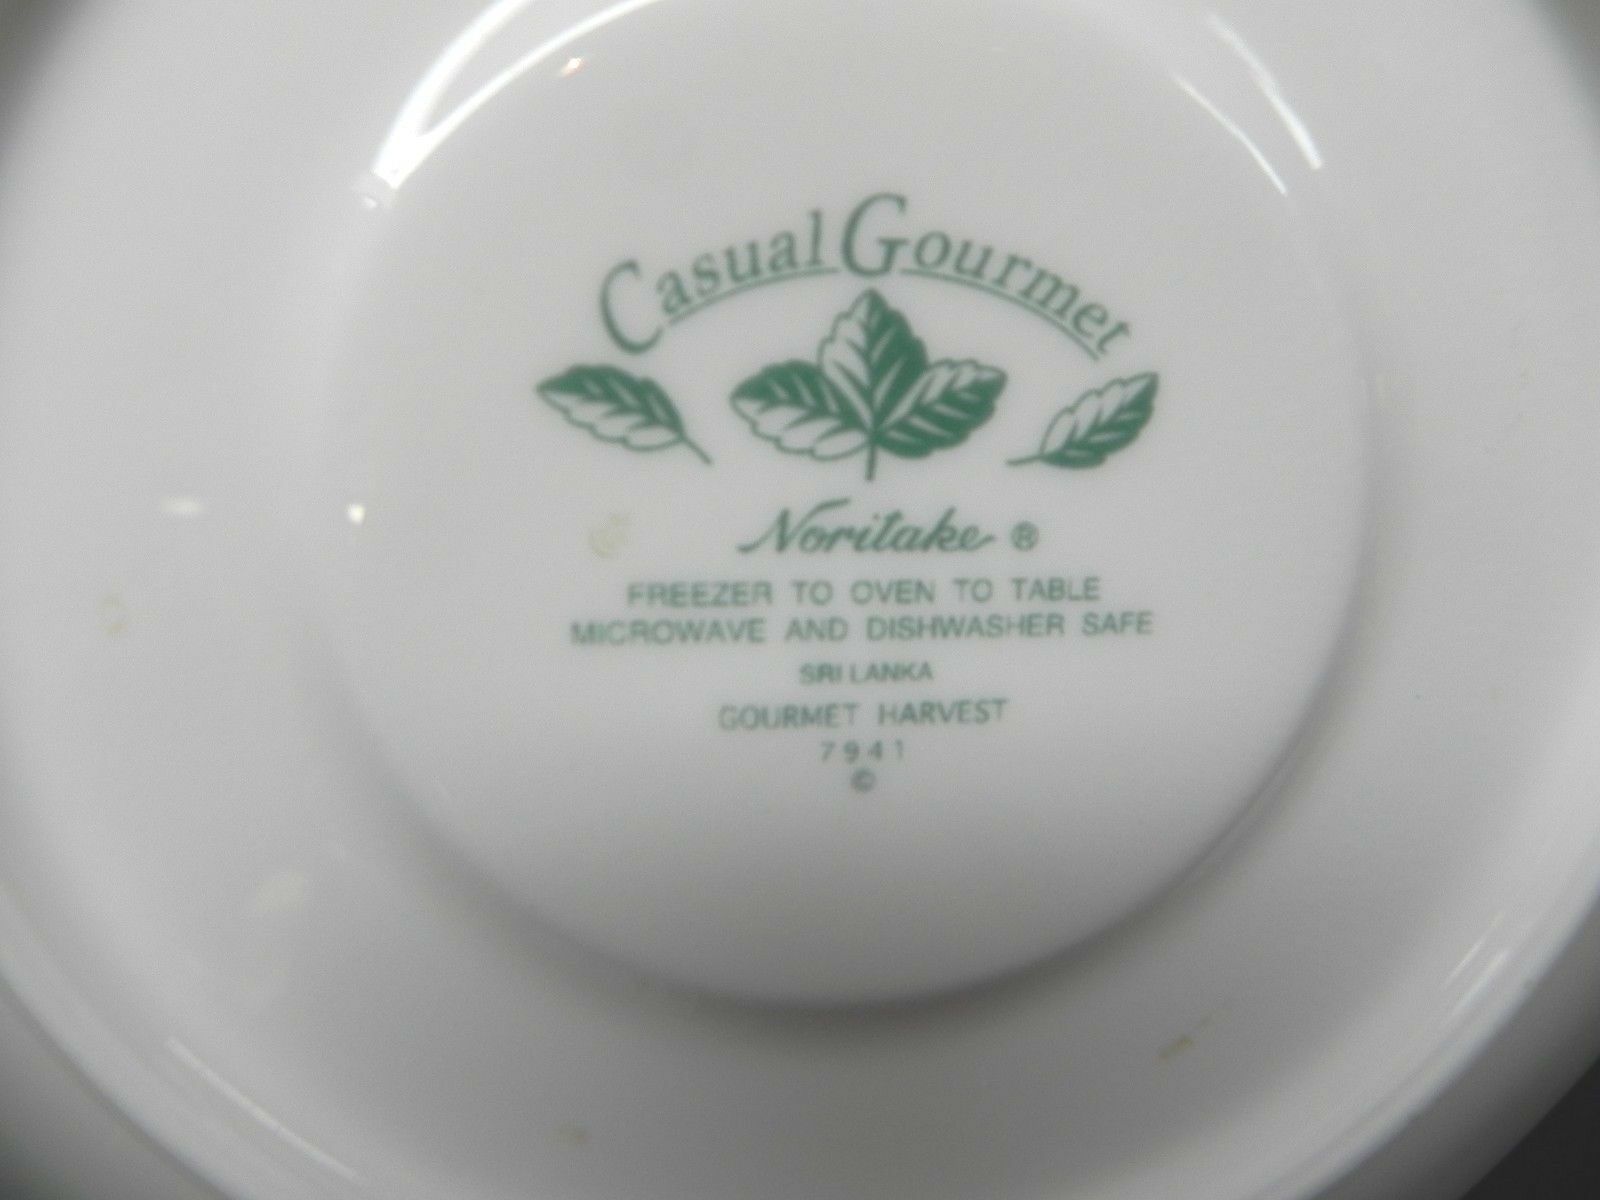 Casual Gourmet
Noritake ®
FREEZER TO OVEN TO TABLE
MICROWAVE AND DISHWASHER SAFE
SRI LANKA
GOURMET HARVEST
7941
©